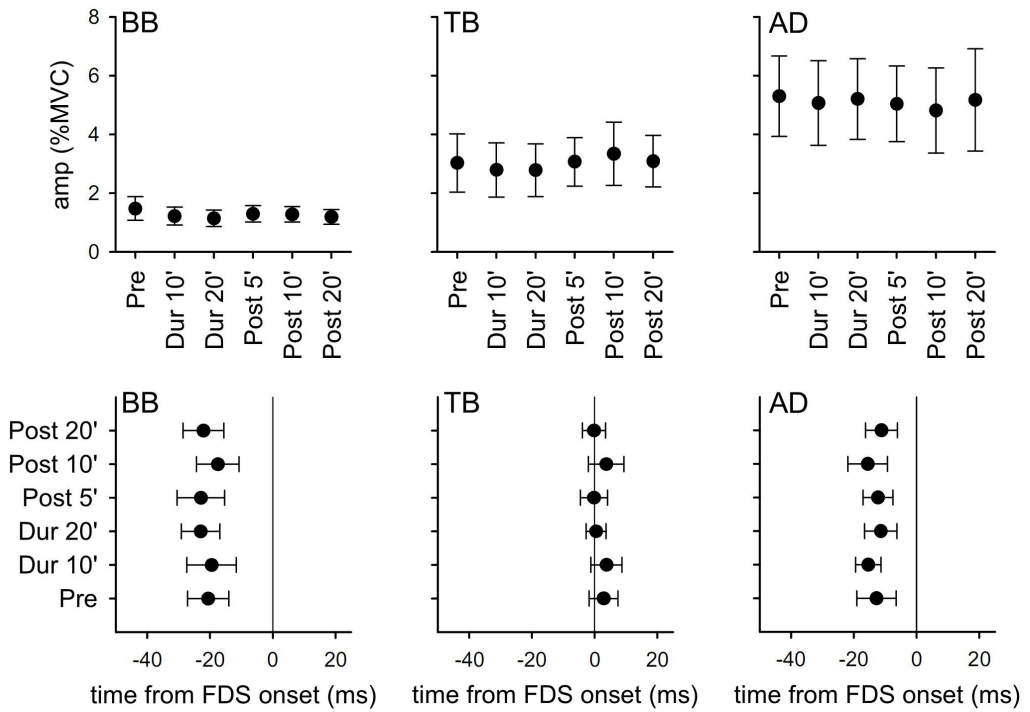 BB
TB
AD
amp (%MVC)
8
6
4
2
0
Pre
Dur 10'
Dur 20'
Post 5'
Post 10'
Post 20'
Pre
Dur 10'
Dur 20'
Post 5'
Post 10'
Post 20'
Pre
Dur 10'
Dur 20'
Post 5'
Post 10'
Post 20'
BB
TB
AD
Post 20'
Post 10'
Post 5'
Dur 20'
Dur 10'
Pre
-40 -20 0 20
-40 -20 0 20
-40 -20 0 20
time from FDS onset (ms)
time from FDS onset (ms)
time from FDS onset (ms)